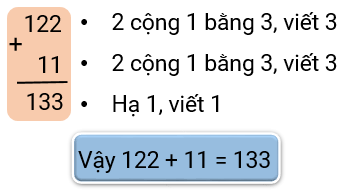 122
+
11
133
• 2 cộng 1 bằng 3, viết 3
• 2 cộng 1 bằng 3, viết 3
• Hạ 1, viết 1
Vậy 122 + 11 = 133